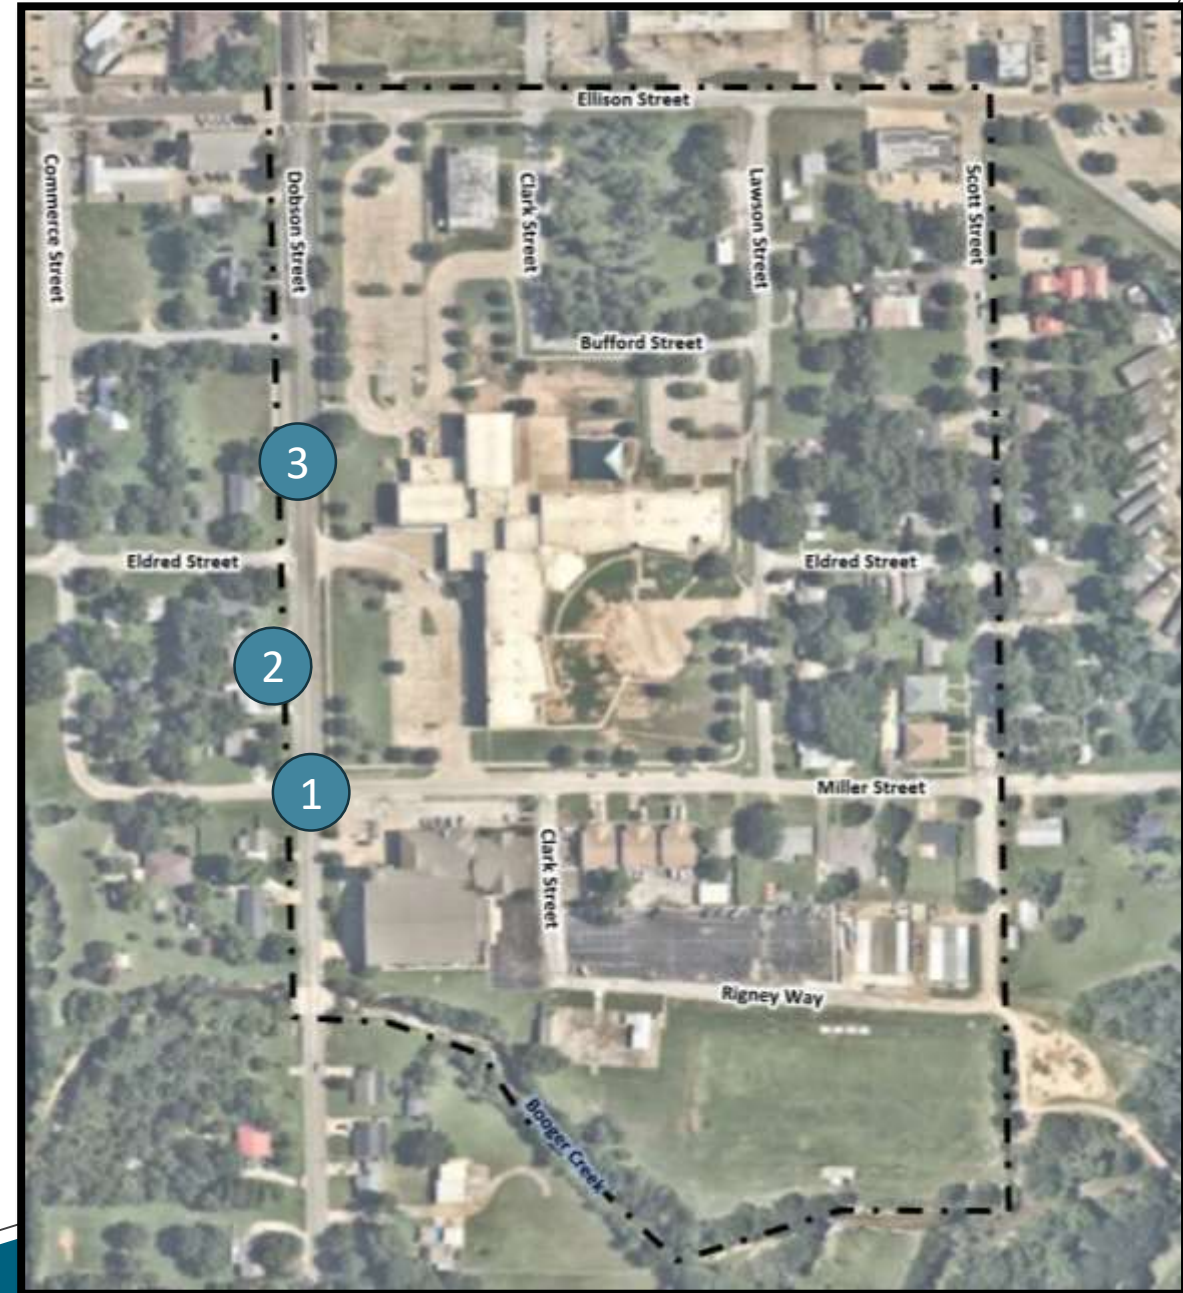 Ellison Street
Commerce Street
Dobson Street
Clark Street
Lawson Street
Scott Street
Bufford Street
3
Eldred Street
Eldred Street
2
1
Miller Street
Clark Street
Rigney Way
Booger Creek